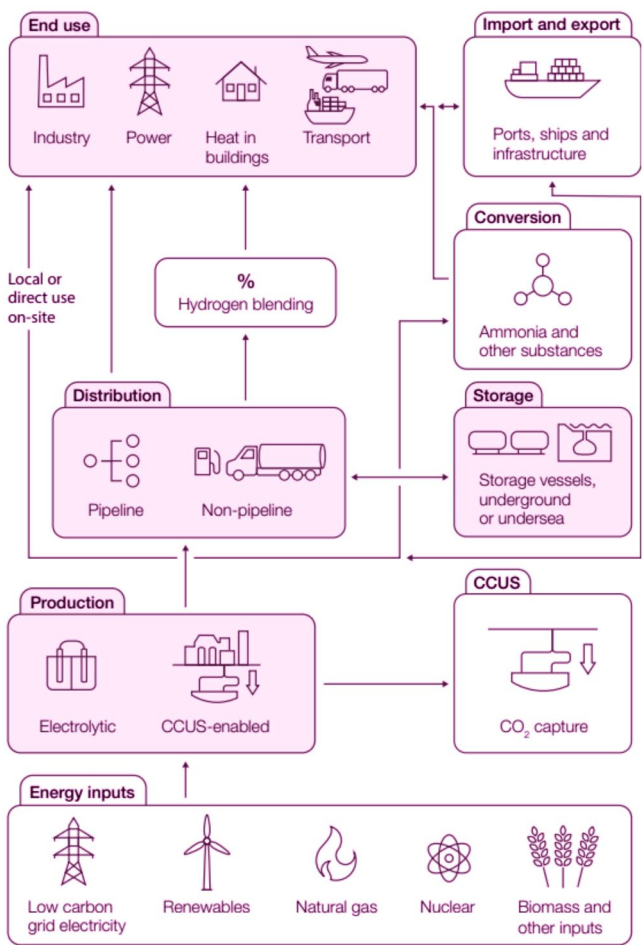 End use
Industry
Power
Heat in
buildings
Transport
Import and export
Ports, ships and
infrastructure
Conversion
Ammonia and
other substances
Local or
direct use
on-site
%
Hydrogen blending
Distribution
Pipeline
Non-pipeline
Storage
Storage vessels,
underground
or undersea
Production
Electrolytic
CCUS-enabled
CCUS
CO₂ capture
Energy inputs
Low carbon
grid electricity
Renewables
Natural gas
Nuclear
Biomass and
other inputs